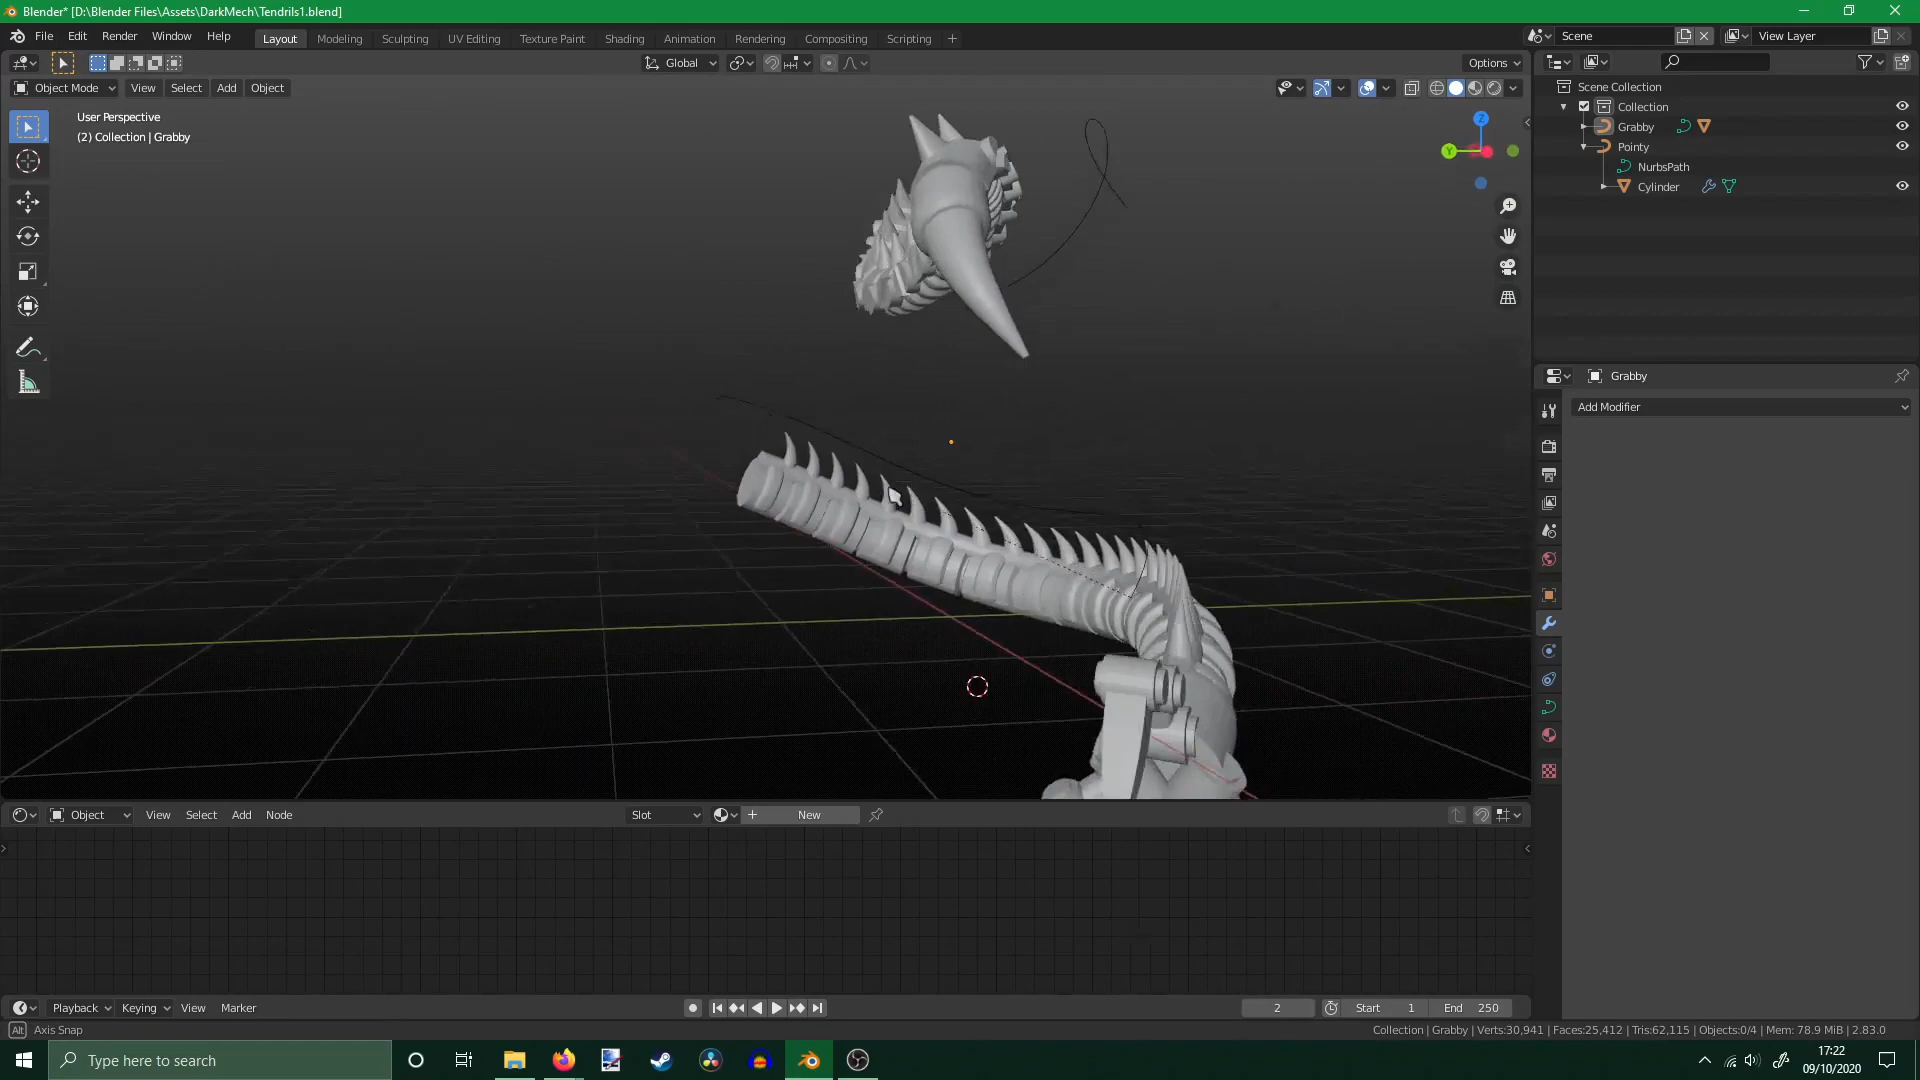 Blender* [D:\Blender Files\Assets\DarkMech\Tendrils1.blend]
File Edit Render Window Help
Layout Modeling Sculpting UV Editing Texture Paint Shading Animation Rendering Compositing Scripting +
Scene
View Layer
Global
Options
Object Mode View Select Add Object
User Perspective
(2) Collection | Grabby
Z
Y
Scene Collection
Collection
Grabby
Pointy
NurbsPath
Cylinder
Grabby
Add Modifier
Object View Select Add Node
Slot
New
Playback Keying View Marker
2
Start 1
End 250
Alt Axis Snap
Collection | Grabby | Verts:30,941 | Faces:25,412 | Tris:62,115 | Objects:0/4 | Mem: 78.9 MiB | 2.83.0
Type here to search
17:22
09/10/2020